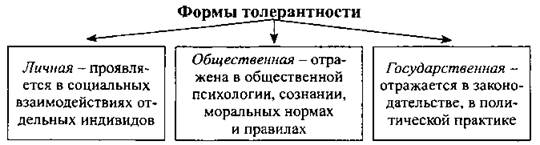 Формы толерантности
Личная – проявля-
ется в социальных
взаимодействиях от-
дельных индивидов
Общественная – отра-
жена в общественной
психологии, сознании,
моральных нормах
и правилах
Государственная –
отражается в законо-
дательстве, в поли-
тической практике